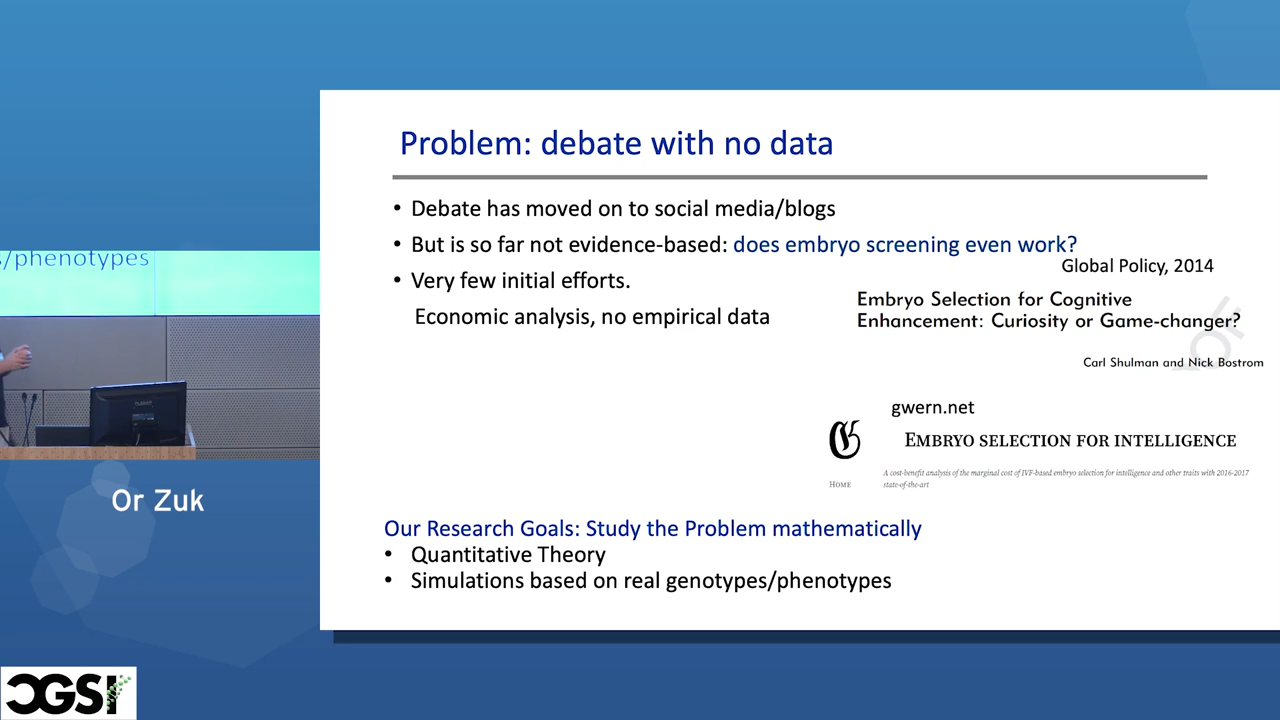 Problem: debate with no data
• Debate has moved on to social media/blogs
• But is so far not evidence-based: does embryo screening even work?
• Very few initial efforts.
Economic analysis, no empirical data
Global Policy, 2014
Embryo Selection for Cognitive
Enhancement: Curiosity or Game-changer?
Carl Shulman and Nick Bostrom
gwern.net
EMBRYO SELECTION FOR INTELLIGENCE
HOME
A cost-benefit analysis of the marginal cost of IVF-based embryo selection for intelligence and other traits with 2016-2017
state-of-the-art
Our Research Goals: Study the Problem mathematically
• Quantitative Theory
• Simulations based on real genotypes/phenotypes
s/phenotypes
Or Zuk
CGSI